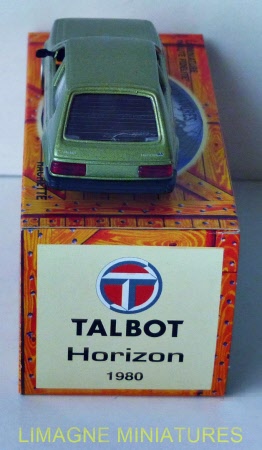 TALBOT
Horizon
1980
LIMAGNE MINIATURES